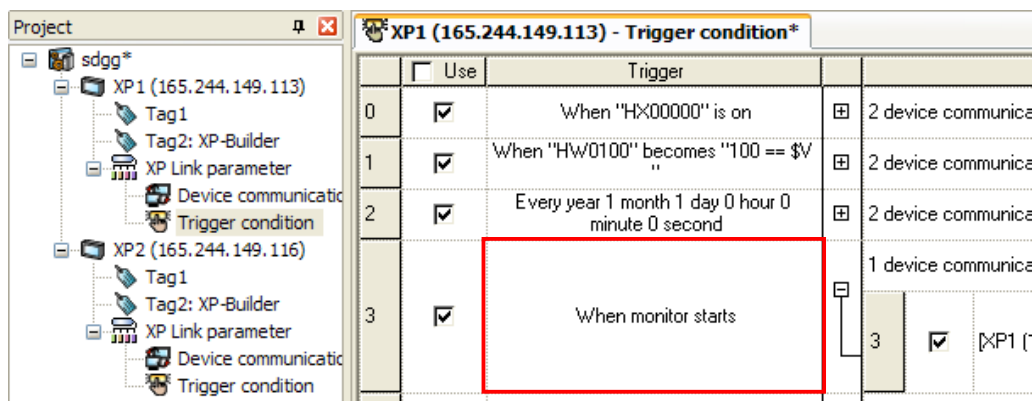 Project
sdgg*
XP1 (165.244.149.113)
Tag1
Tag2: XP-Builder
XP Link parameter
Device communicatic
Trigger condition
XP2 (165.244.149.116)
Tag1
Tag2: XP-Builder
XP Link parameter
Device communicatic
Trigger condition
XP1 (165.244.149.113) - Trigger condition*
Use Trigger
0 When "HX00000" is on 2 device communica
1 When "HW0100" becomes "100 == $V
" 2 device communica
2 Every year 1 month 1 day 0 hour 0
minute 0 second 2 device communica
3 When monitor starts 1 device communica
3 [XP1 (1